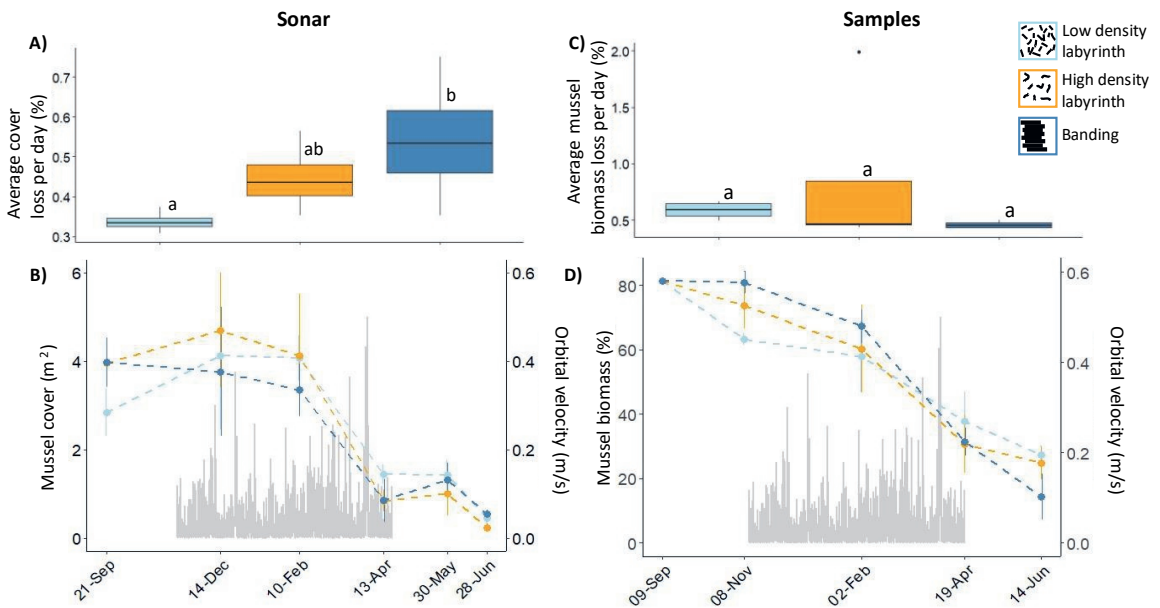 Sonar
Samples
A)
Average cover
loss per day (%)
0.7
0.6
0.5
0.4
0.3
a
ab
b
C)
Average mussel
biomass loss per day (%)
2.0
1.5
1.0
0.5
a
a
a
Low density
labyrinth
High density
labyrinth
Banding
B)
Mussel cover (m²)
6
4
2
0
0.6
0.4
0.2
0.0
Orbital velocity (m/s)
21-Sep
14-Dec
10-Feb
13-Apr
30-May
28-Jun
D)
Mussel biomass (%)
80
60
40
20
0
0.6
0.4
0.2
0.0
Orbital velocity (m/s)
09-Sep
08-Nov
02-Feb
19-Apr
14-Jun